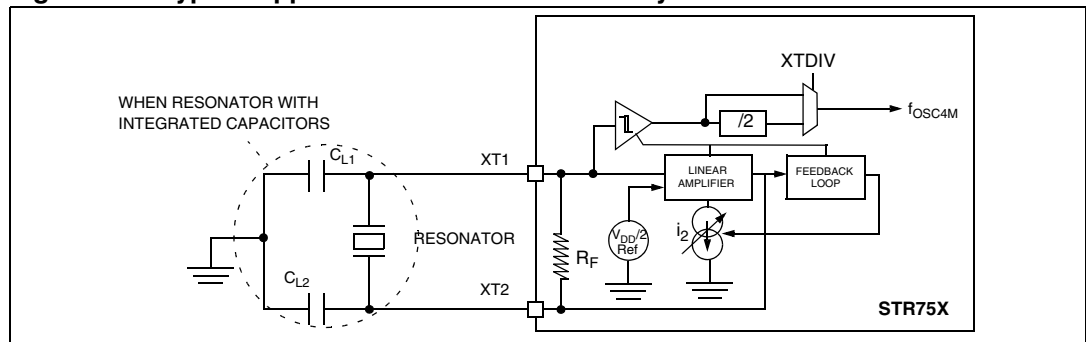 XTDIV
WHEN RESONATOR WITH
INTEGRATED CAPACITORS
fOSC4M
/2
CL1
XT1
LINEAR
AMPLIFIER
FEEDBACK
LOOP
RESONATOR
RF
VDD/2
Ref
i2
CL2
XT2
STR75X